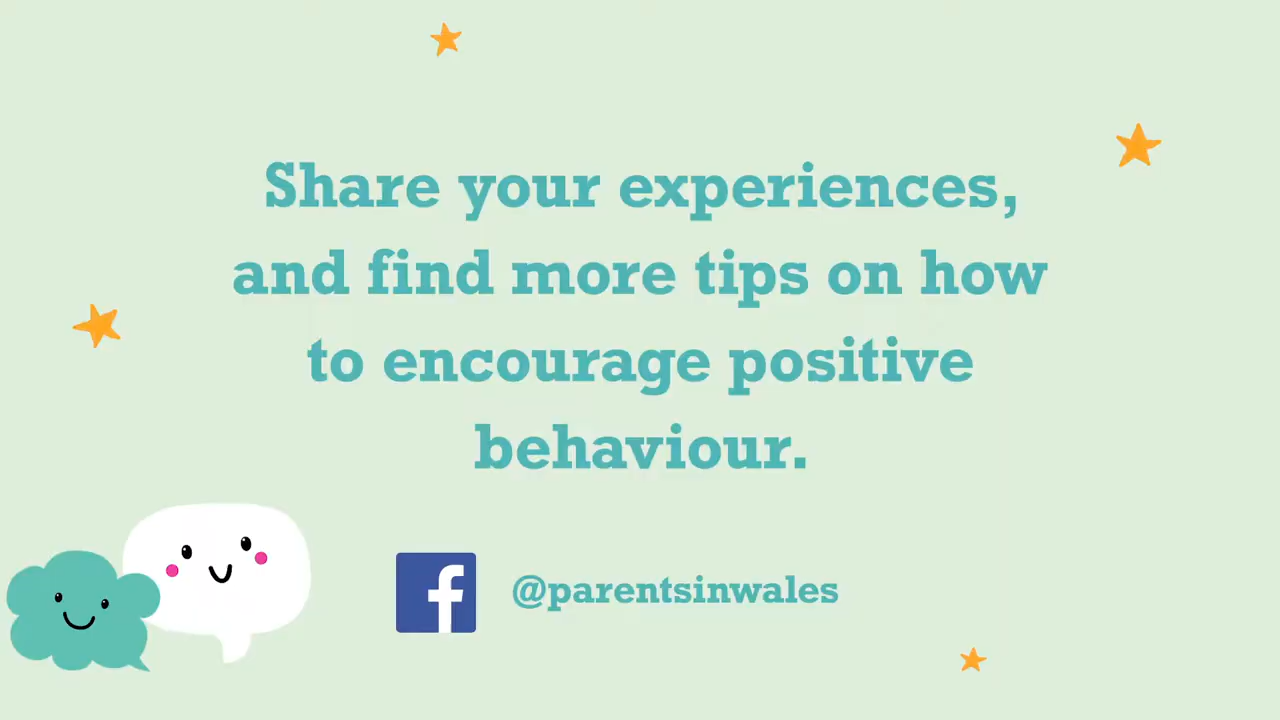 Share your experiences,
and find more tips on how
to encourage positive
behaviour.
@parentsinwales